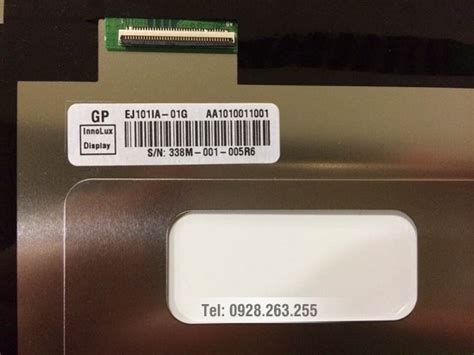 GP EJ101IA-01G AA1010011001
InnoLux
Display
S/N: 338M-001-005R6
Tel: 0928.263.255